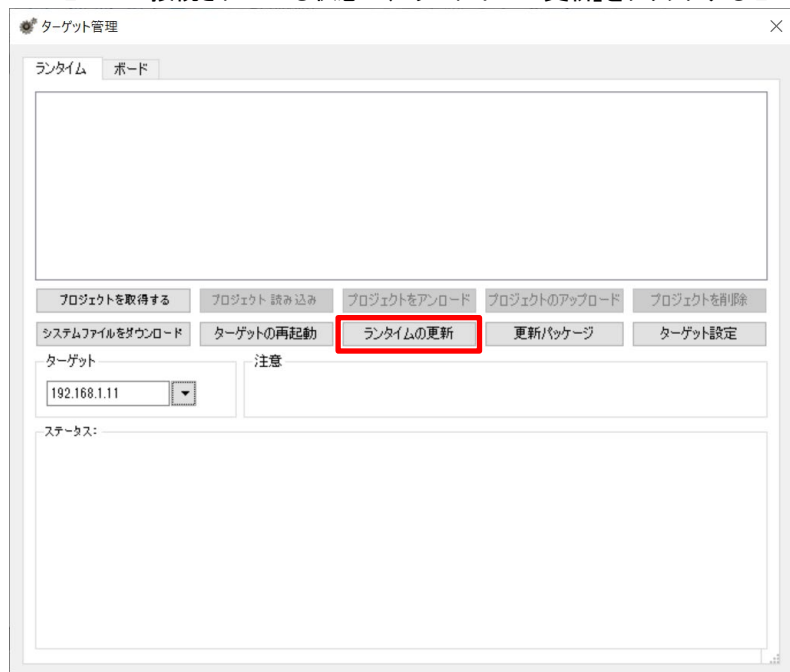 ターゲット管理
ランタイム ボード
プロジェクトを取得する プロジェクト 読み込み プロジェクトをアンロード プロジェクトのアップロード プロジェクトを削除
システムファイルをダウンロード ターゲットの再起動 ランタイムの更新 更新パッケージ ターゲット設定
ターゲット 注意
192.168.1.11
ステータス: